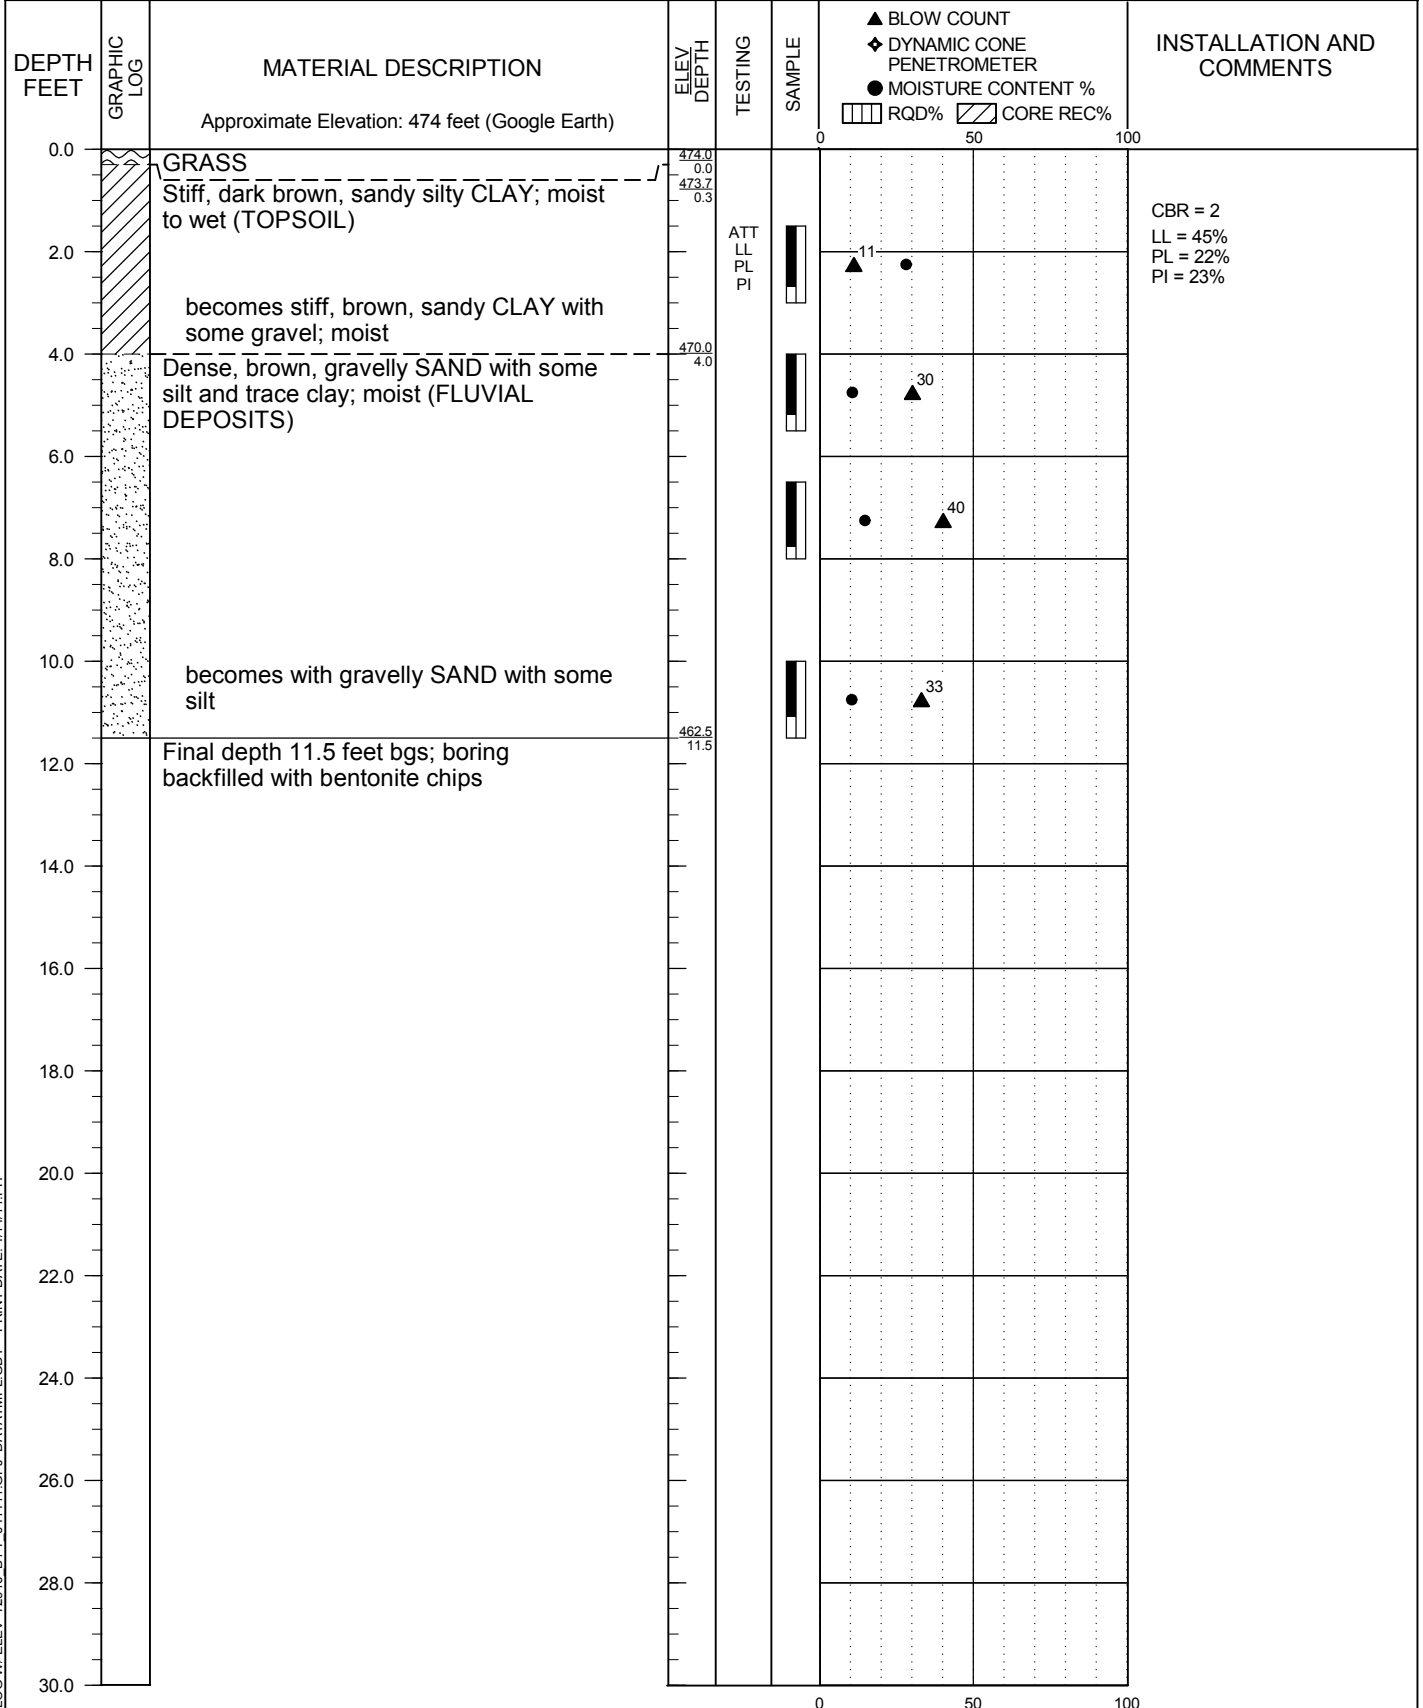 DEPTH
FEET
GRAPHIC
LOG
MATERIAL DESCRIPTION
Approximate Elevation: 474 feet (Google Earth)
ELEV
DEPTH
TESTING
SAMPLE
BLOW COUNT
DYNAMIC CONE
PENETROMETER
MOISTURE CONTENT %
RQD% CORE REC%
INSTALLATION AND
COMMENTS
0 50 100
0.0
GRASS
474.0
0.0
Stiff, dark brown, sandy silty CLAY; moist
to wet (TOPSOIL)
473.7
0.3
CBR = 2
LL = 45%
PL = 22%
PI = 23%
ATT
LL
PL
PI
11
2.0
becomes stiff, brown, sandy CLAY with
some gravel; moist
4.0
470.0
4.0
Dense, brown, gravelly SAND with some
silt and trace clay; moist (FLUVIAL
DEPOSITS)
30
6.0
40
8.0
10.0
becomes with gravelly SAND with some
silt
33
462.5
11.5
Final depth 11.5 feet bgs; boring
backfilled with bentonite chips
12.0
14.0
16.0
18.0
20.0
22.0
24.0
26.0
28.0
30.0
0 50 100